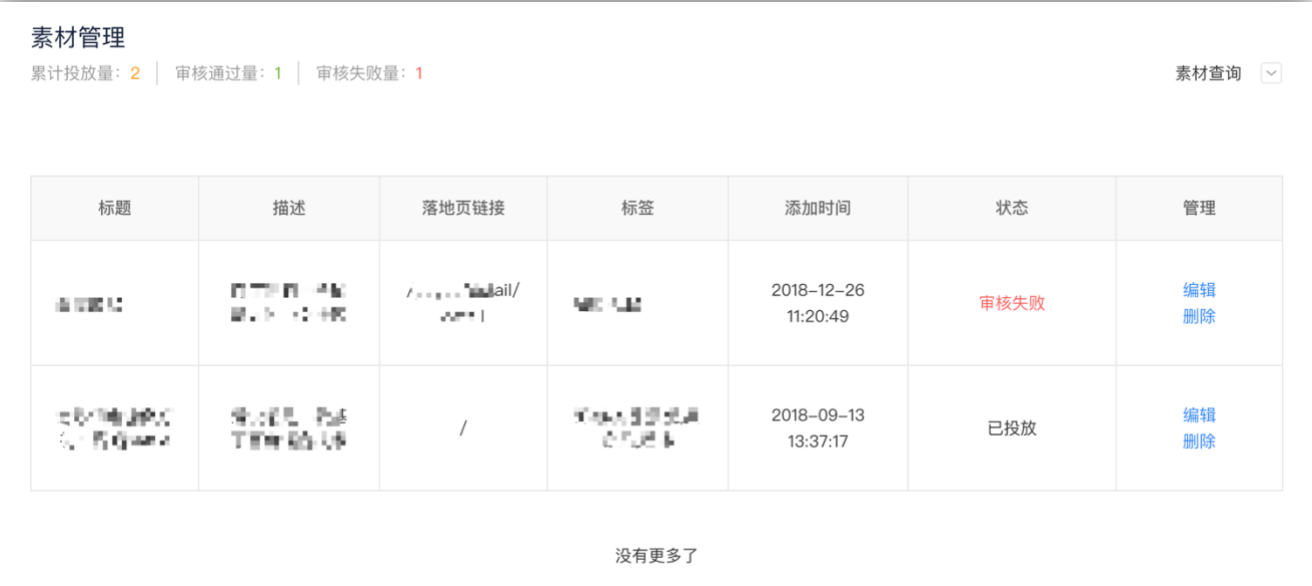 素材管理
累计投放量：2 审核通过量：1 审核失败量：1 素材查询
标题 描述 落地页链接 标签 添加时间 状态 管理
ail/
2018-12-26
11:20:49
审核失败
编辑
删除
/
2018-09-13
13:37:17
已投放
编辑
删除
没有更多了